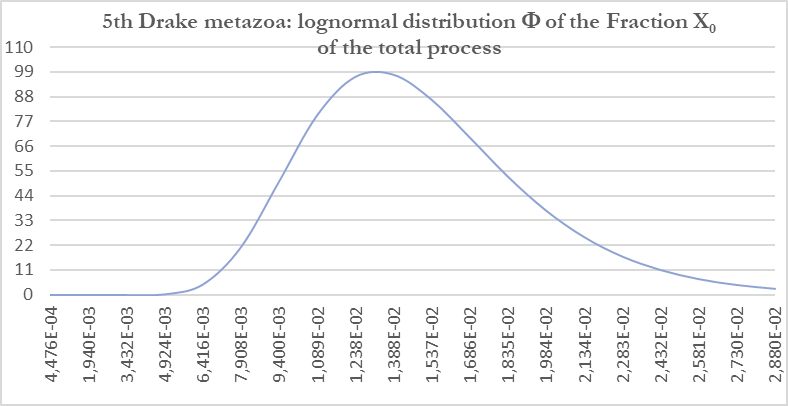 5th Drake metazoa: lognormal distribution Φ of the Fraction X₀
of the total process
110
99
88
77
66
55
44
33
22
11
0
4,476E-04
1,940E-03
3,432E-03
4,924E-03
6,416E-03
7,908E-03
9,400E-03
1,089E-02
1,238E-02
1,388E-02
1,537E-02
1,686E-02
1,835E-02
1,984E-02
2,134E-02
2,283E-02
2,432E-02
2,581E-02
2,730E-02
2,880E-02